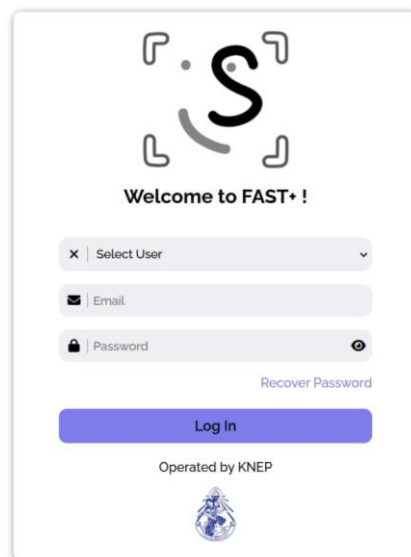 S
Welcome to FAST+ !
Select User
Email
Password
Recover Password
Log In
Operated by KNEP